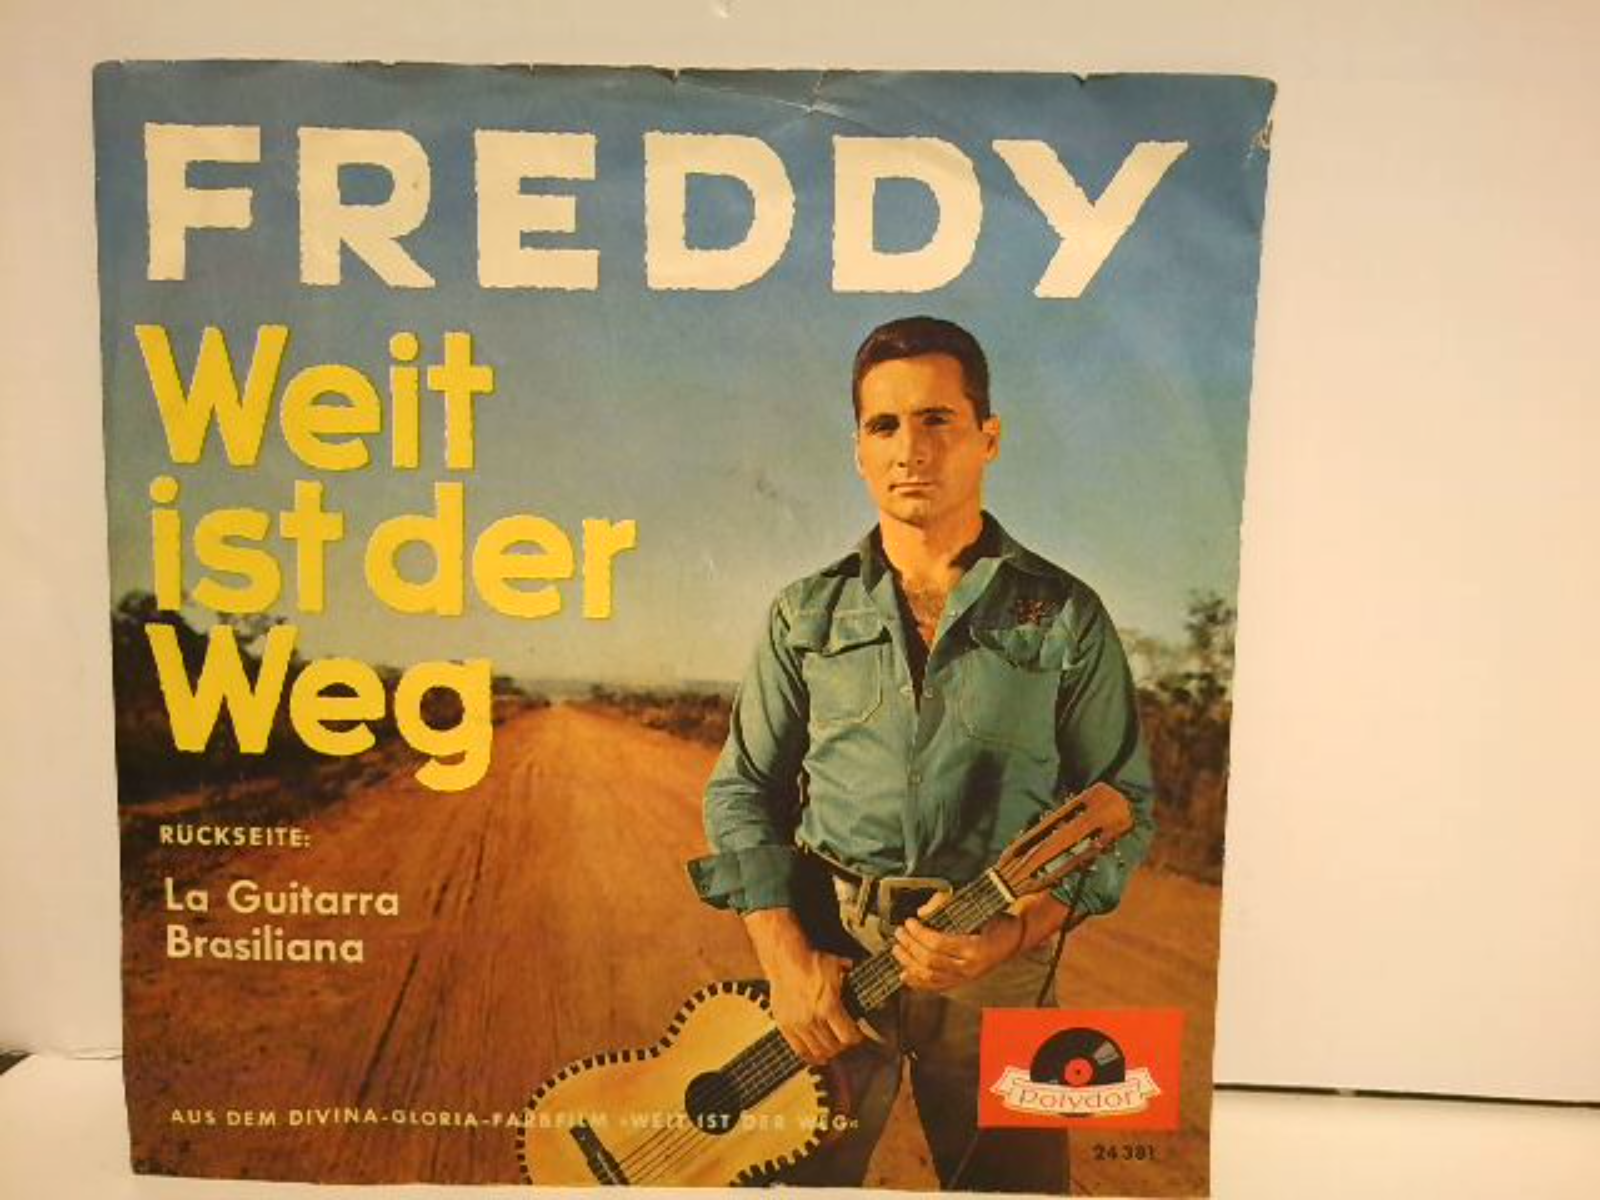 FREDDY
Weit
ist der
Weg
RÜCKSEITE:
La Guitarra
Brasiliana
AUS DEM DIVINA-GLORIA-FARBFILM »WEIT IST DER WEG«
polydor
24 381